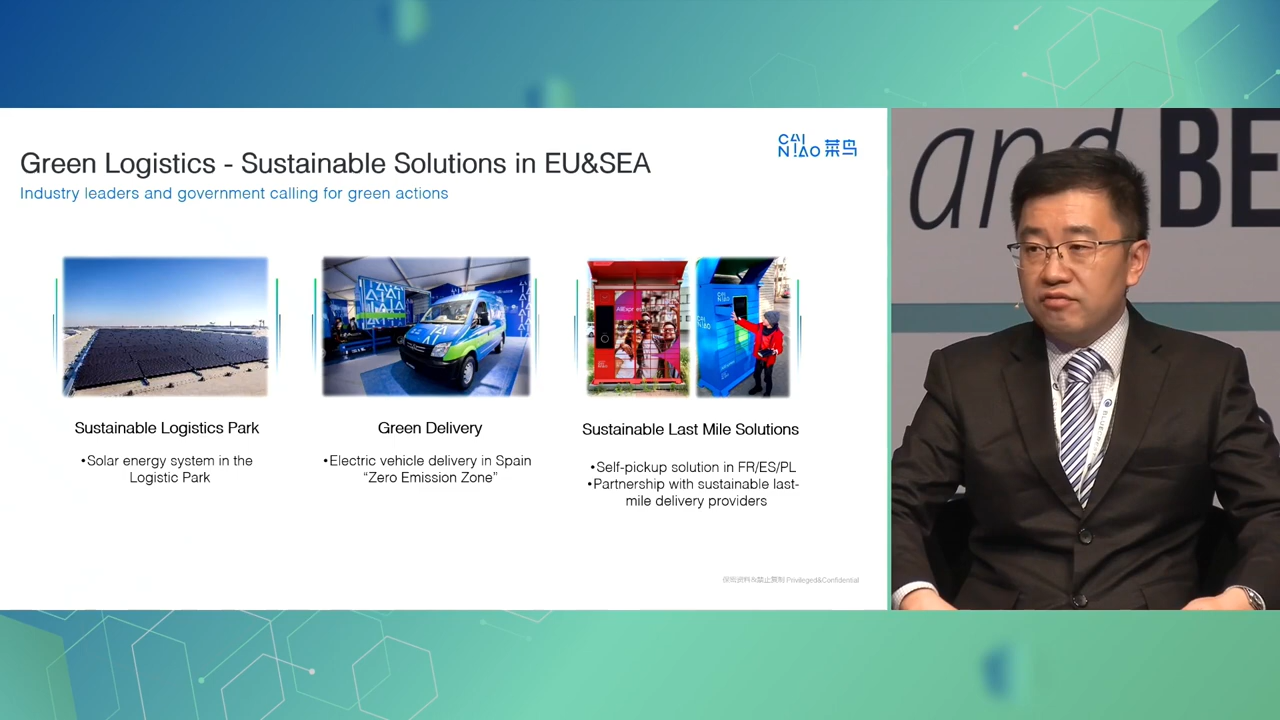 CAI
NIAO 菜鸟
Green Logistics - Sustainable Solutions in EU&SEA
Industry leaders and government calling for green actions
and BE
AliExpress
CAI
NIAO
Sustainable Logistics Park
•Solar energy system in the
Logistic Park
Green Delivery
•Electric vehicle delivery in Spain
“Zero Emission Zone”
Sustainable Last Mile Solutions
•Self-pickup solution in FR/ES/PL
•Partnership with sustainable last-
mile delivery providers
Privileged&Confidential